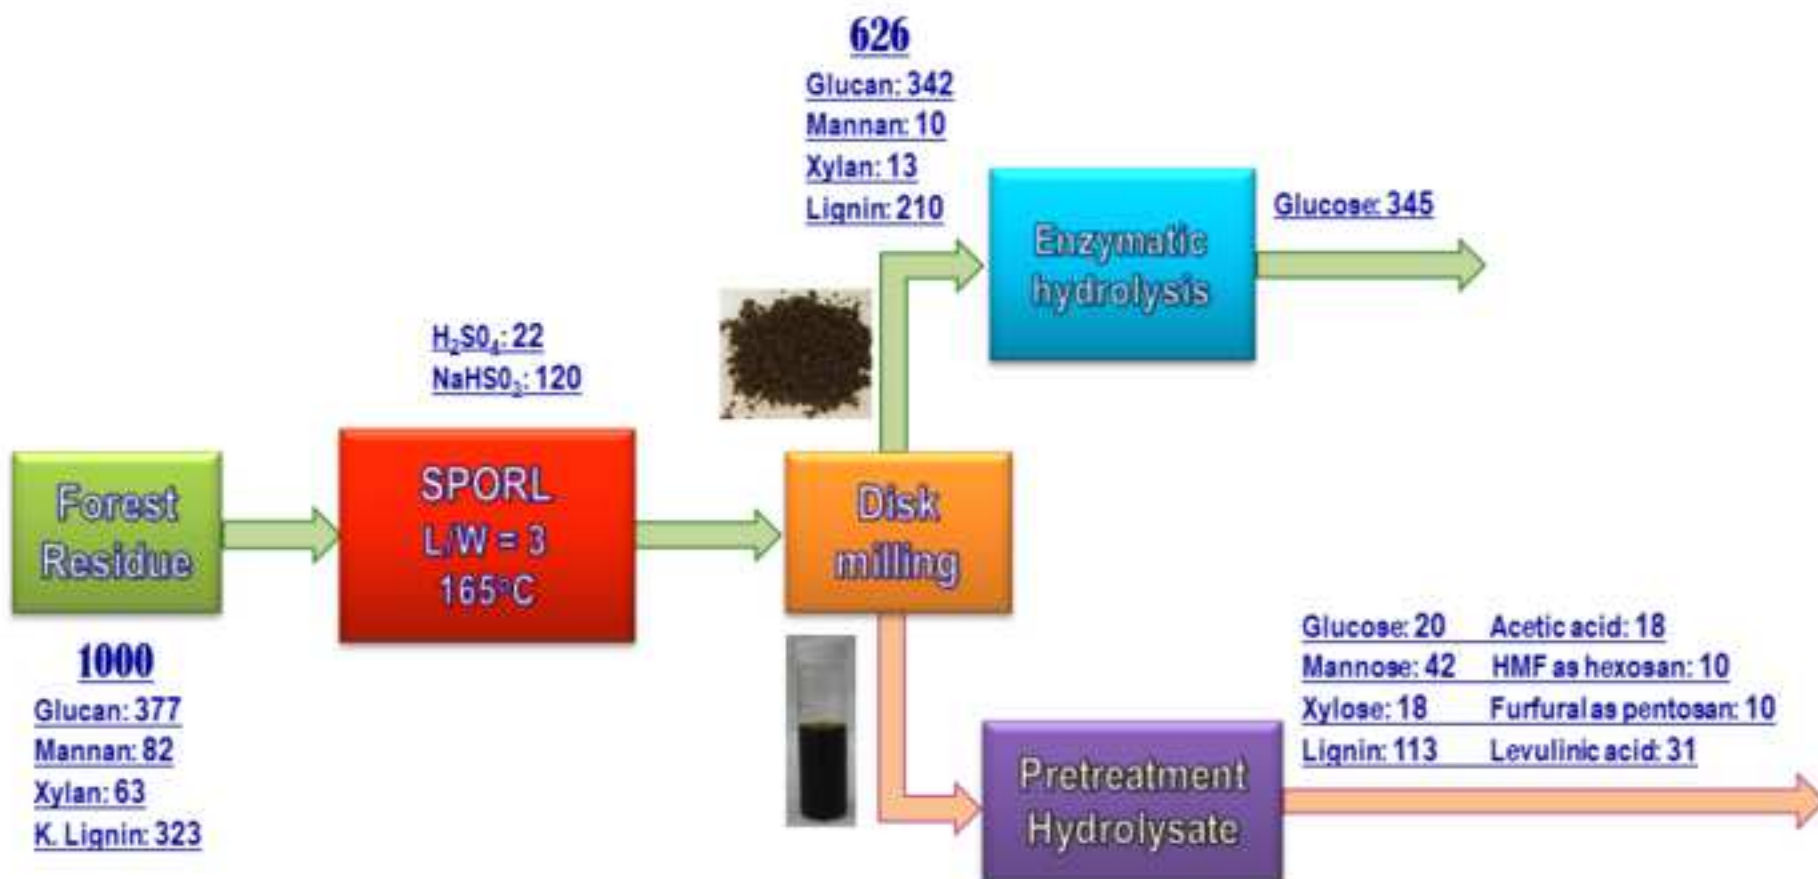 626
Glucan: 342
Mannan: 10
Xylan: 13
Lignin: 210
Enzymatic
hydrolysis
Glucose: 345
H₂S0₄: 22
NaHS0₃: 120
Forest
Residue
SPORL
L/W = 3
165°C
Disk
milling
1000
Glucan: 377
Mannan: 82
Xylan: 63
K. Lignin: 323
Pretreatment
Hydrolysate
Glucose: 20 Acetic acid: 18
Mannose: 42 HMF as hexosan: 10
Xylose: 18 Furfural as pentosan: 10
Lignin: 113 Levulinic acid: 31